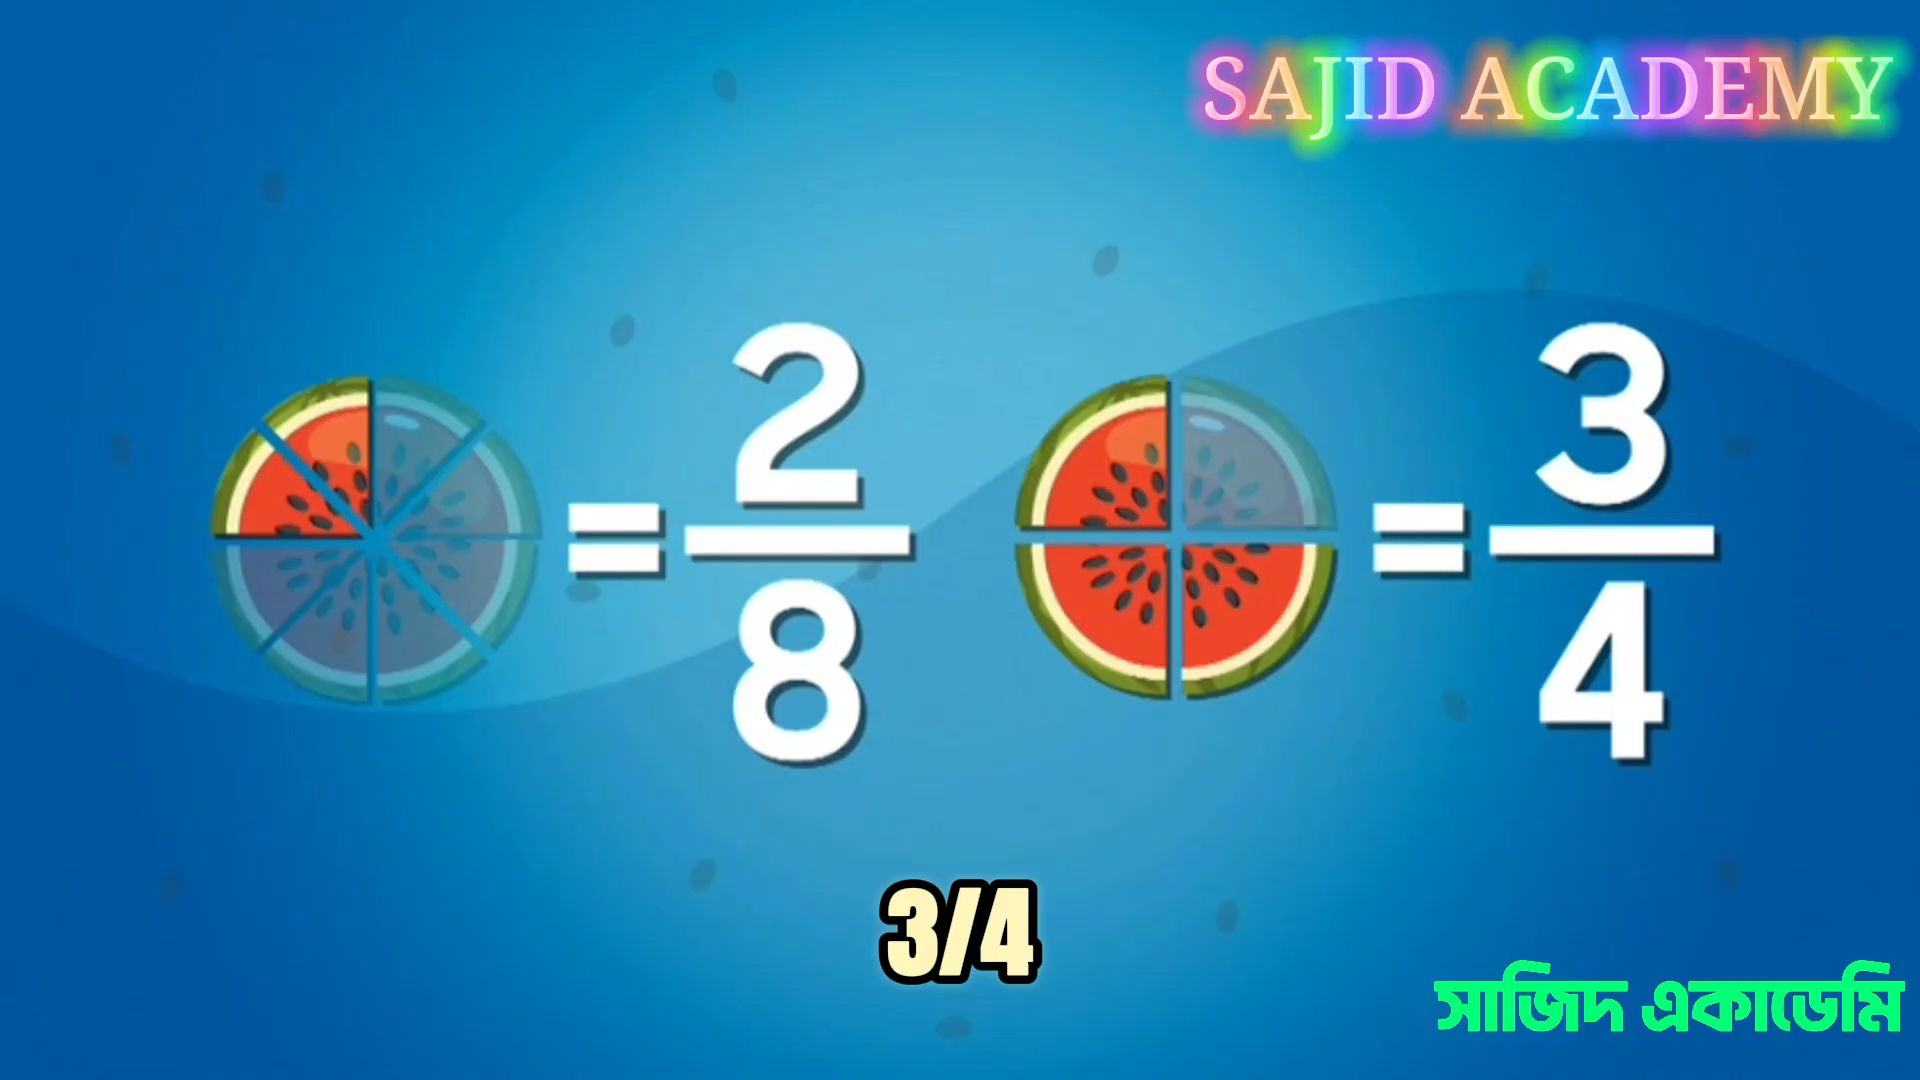 SAJID ACADEMY
= 2/8
= 3/4
3/4
সাজিদ একাডেমি